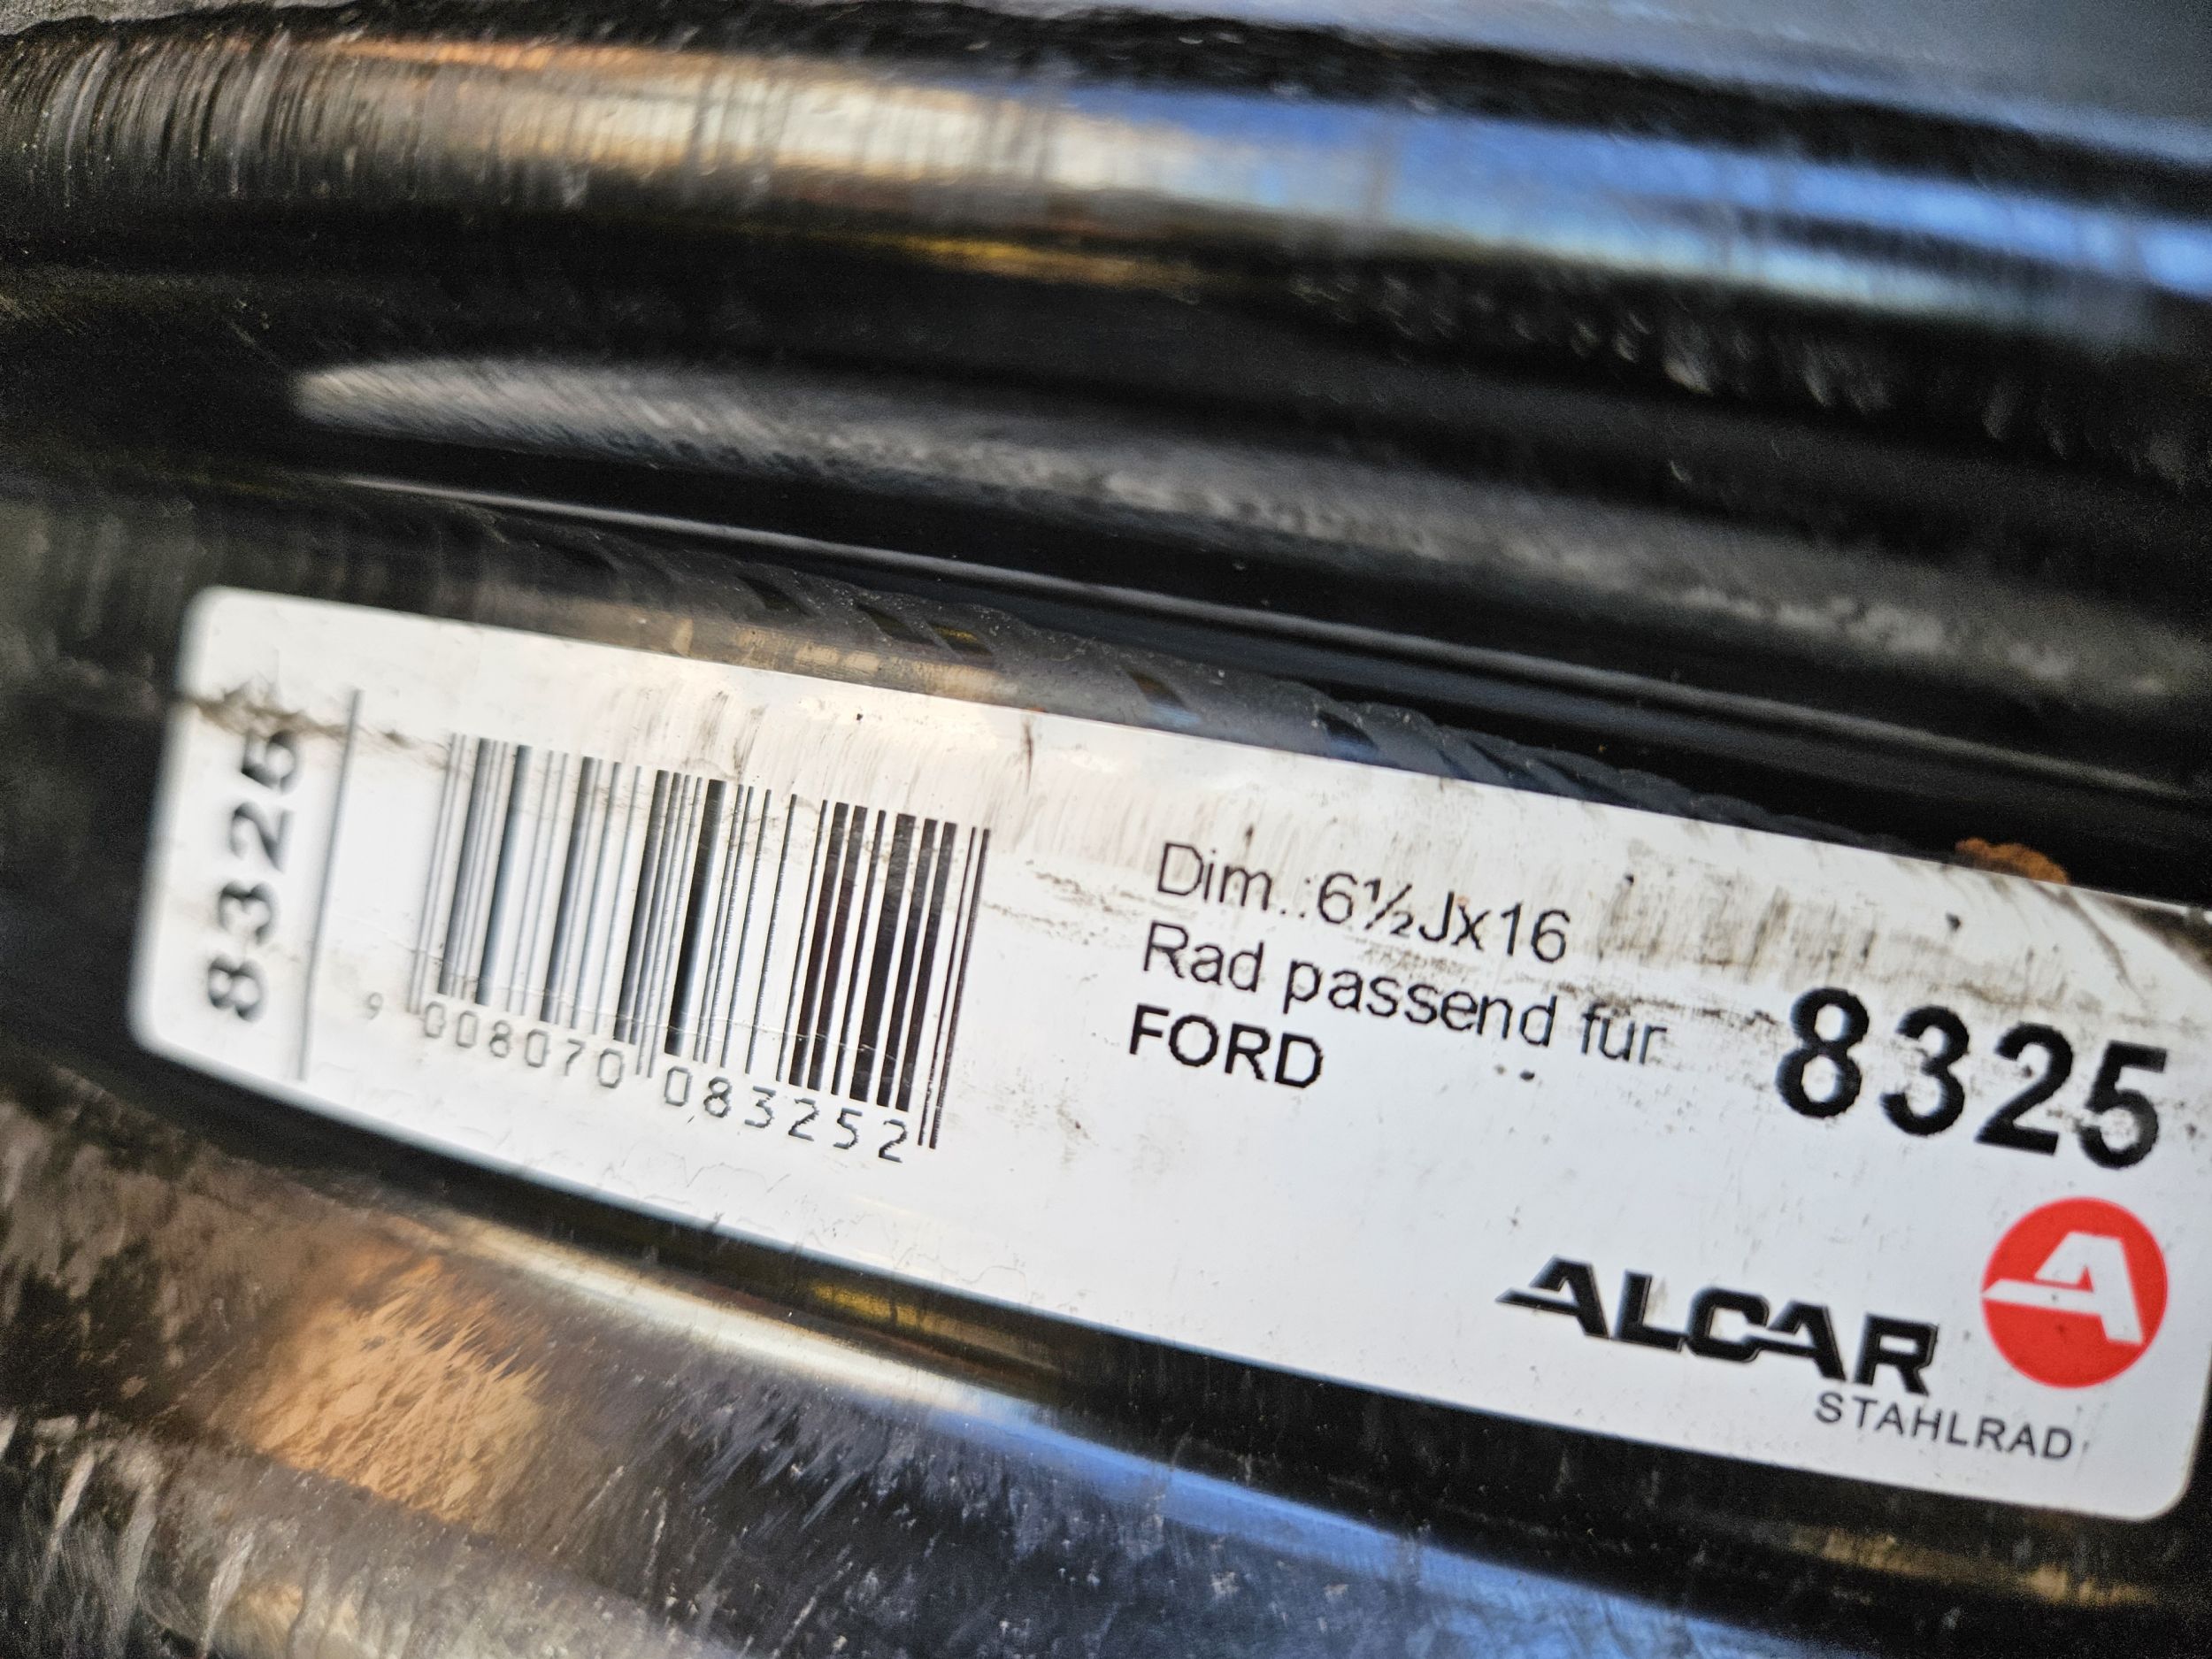 8325
9 008070 083252
Dim.:6½Jx16
Rad passend für
FORD
8325
ALCAR
STAHLRAD